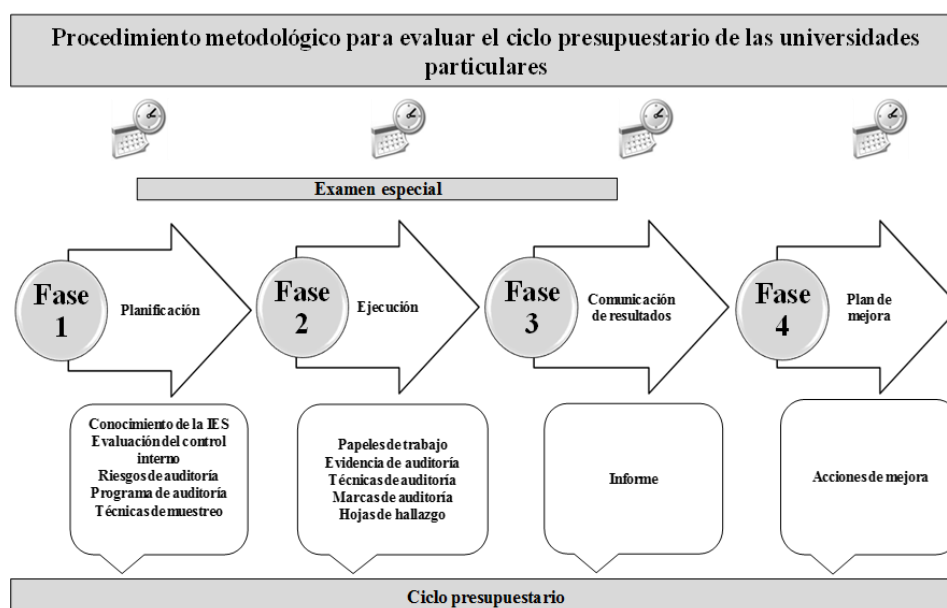 Procedimiento metodológico para evaluar el ciclo presupuestario de las universidades
particulares
Examen especial
Fase
1
Planificación
Fase
2
Ejecución
Fase
3
Comunicación
de resultados
Fase
4
Plan de
mejora
Conocimiento de la IES
Evaluación del control
interno
Riesgos de auditoría
Programa de auditoría
Técnicas de muestreo
Papeles de trabajo
Evidencia de auditoría
Técnicas de auditoría
Marcas de auditoría
Hojas de hallazgo
Informe
Acciones de mejora
Ciclo presupuestario